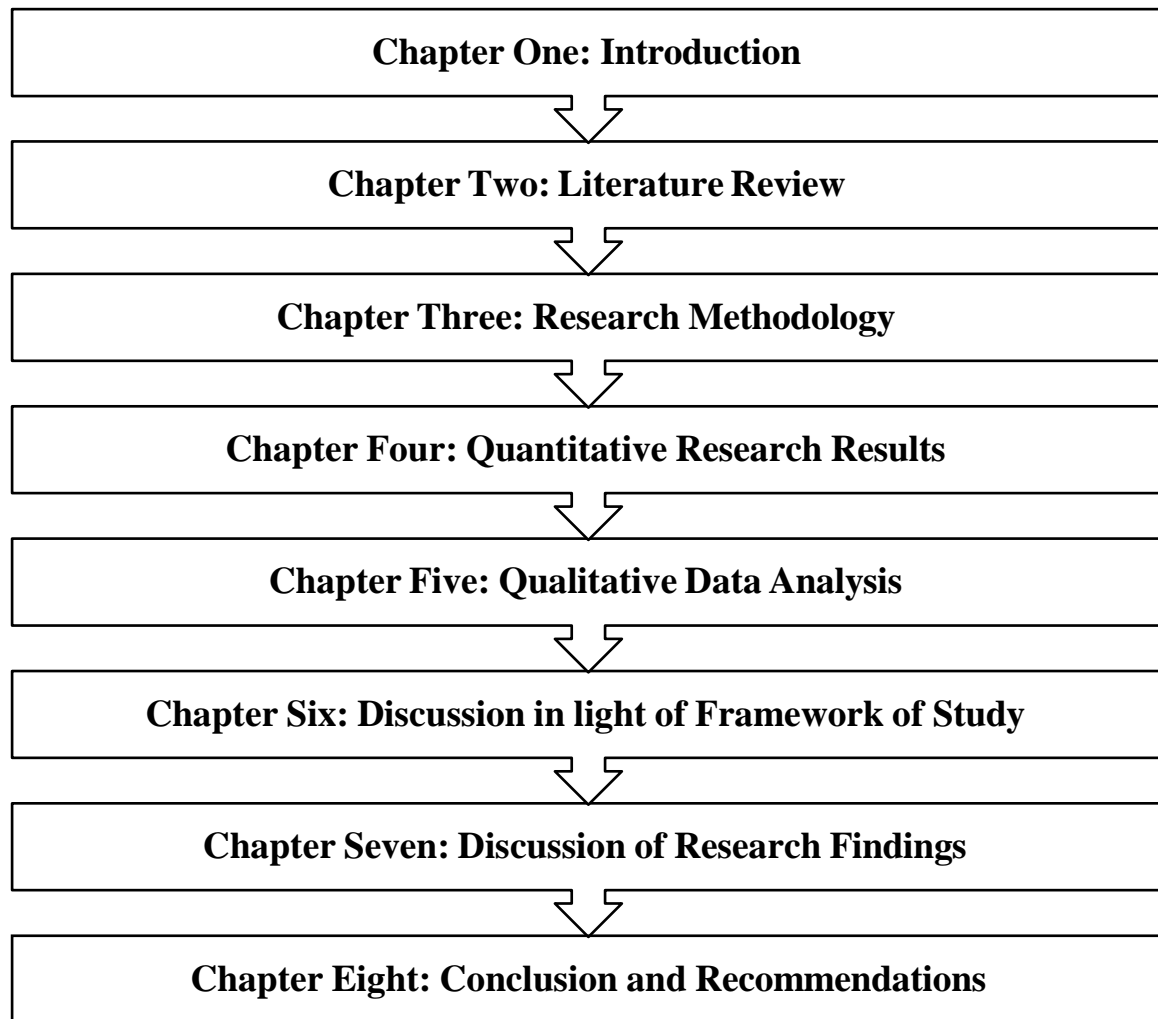 Chapter One: Introduction
Chapter Two: Literature Review
Chapter Three: Research Methodology
Chapter Four: Quantitative Research Results
Chapter Five: Qualitative Data Analysis
Chapter Six: Discussion in light of Framework of Study
Chapter Seven: Discussion of Research Findings
Chapter Eight: Conclusion and Recommendations